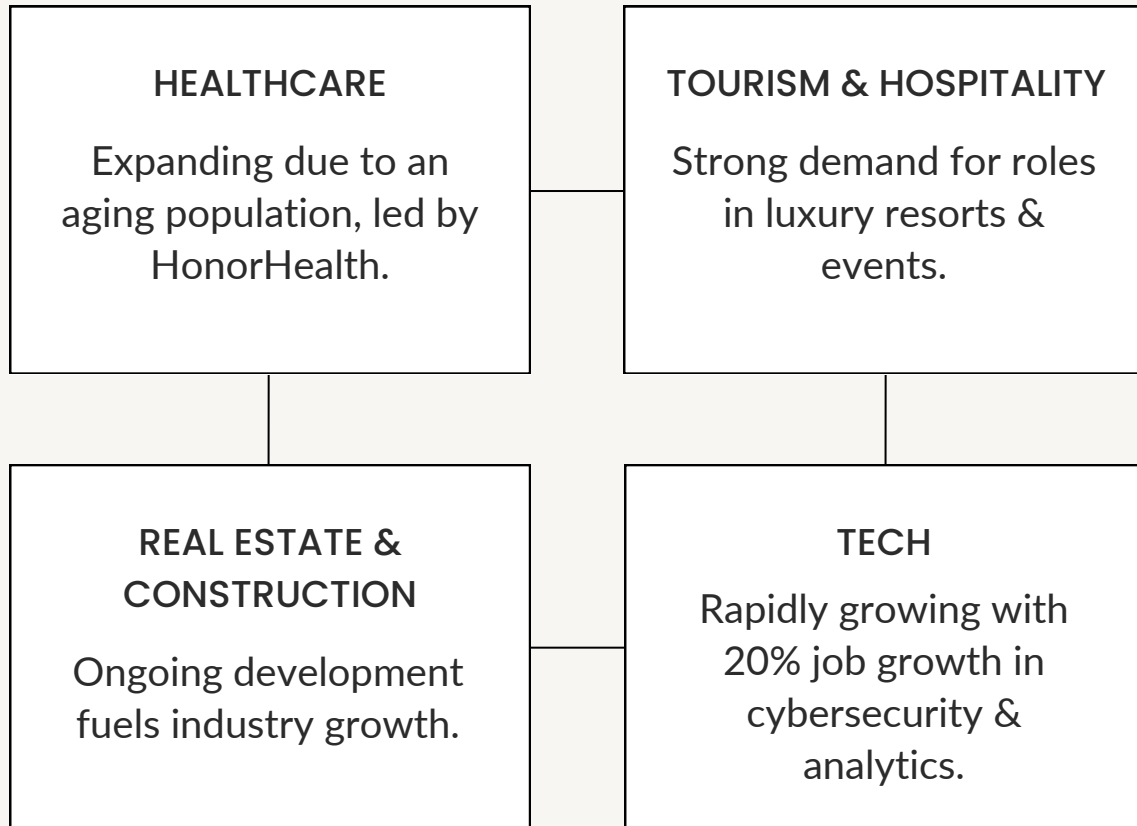 HEALTHCARE
Expanding due to an
aging population, led by
HonorHealth.
TOURISM & HOSPITALITY
Strong demand for roles
in luxury resorts &
events.
REAL ESTATE &
CONSTRUCTION
Ongoing development
fuels industry growth.
TECH
Rapidly growing with
20% job growth in
cybersecurity &
analytics.